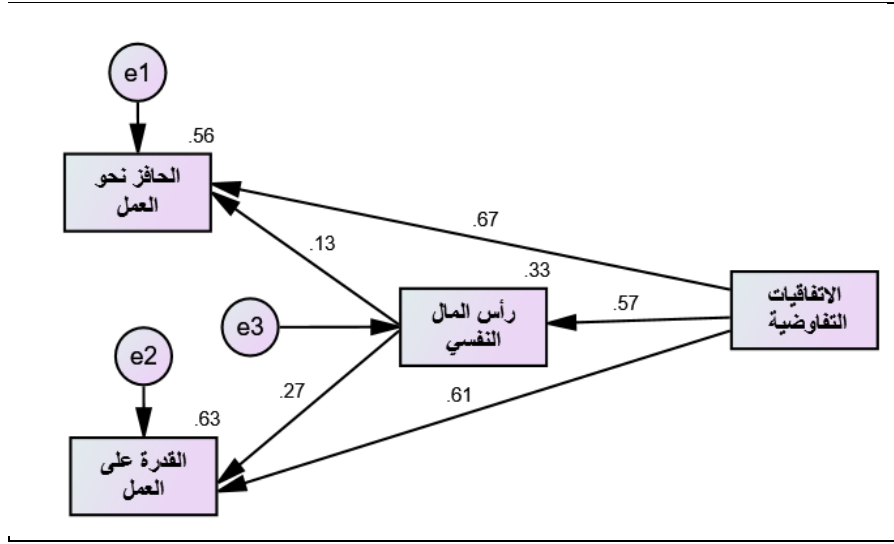 e1
.56
الحافز نحو
العمل
.67
.13
.33
الاتفاقيات
التفاوضية
رأس المال
النفسي
.57
e3
e2
.27
.61
.63
القدرة على
العمل